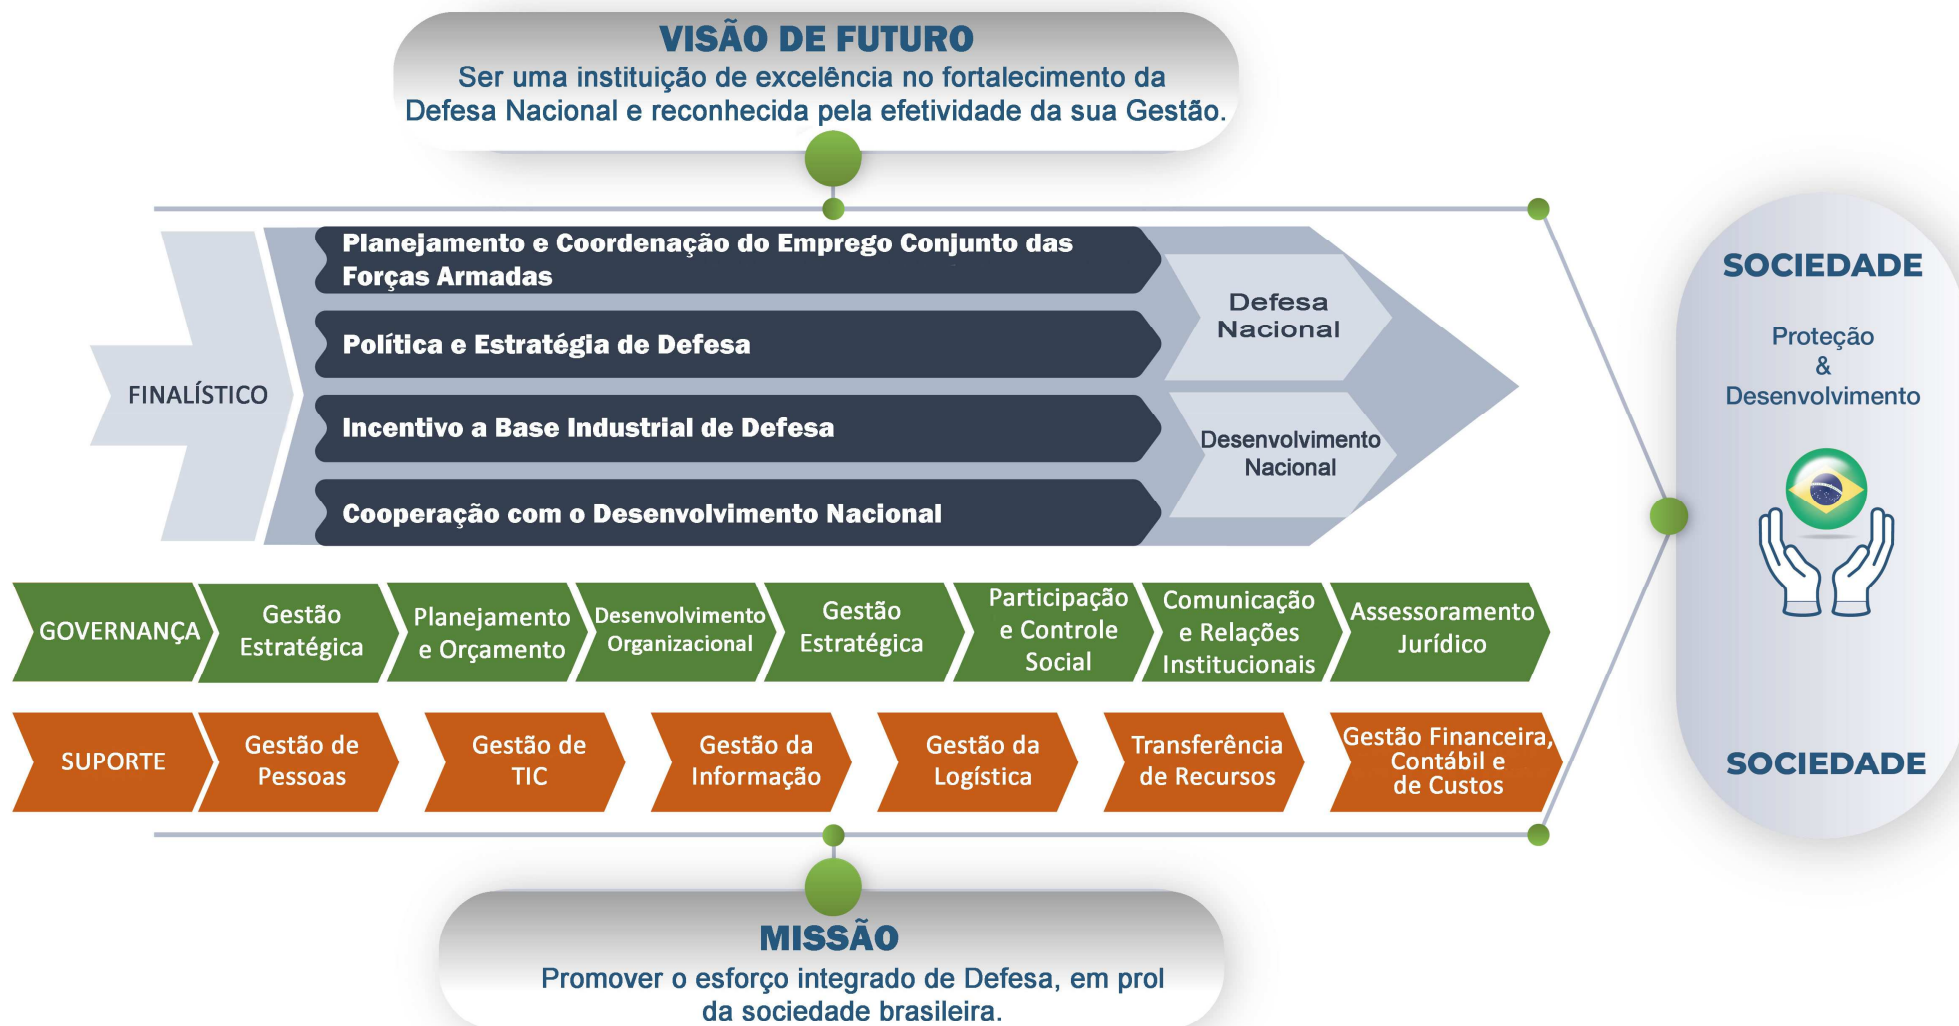 VISÃO DE FUTURO
Ser uma instituição de excelência no fortalecimento da
Defesa Nacional e reconhecida pela efetividade da sua Gestão.
FINALÍSTICO
Planejamento e Coordenação do Emprego Conjunto das
Forças Armadas
Política e Estratégia de Defesa
Incentivo a Base Industrial de Defesa
Cooperação com o Desenvolvimento Nacional
Defesa
Nacional
Desenvolvimento
Nacional
GOVERNANÇA
Gestão
Estratégica
Planejamento
e Orçamento
Desenvolvimento
Organizacional
Gestão
Estratégica
Participação
e Controle
Social
Comunicação
e Relações
Institucionais
Assessoramento
Jurídico
SUPORTE
Gestão de
Pessoas
Gestão de
TIC
Gestão da
Informação
Gestão da
Logística
Transferência
de Recursos
Gestão Financeira,
Contábil e
de Custos
MISSÃO
Promover o esforço integrado de Defesa, em prol
da sociedade brasileira.
SOCIEDADE
Proteção
&
Desenvolvimento
SOCIEDADE